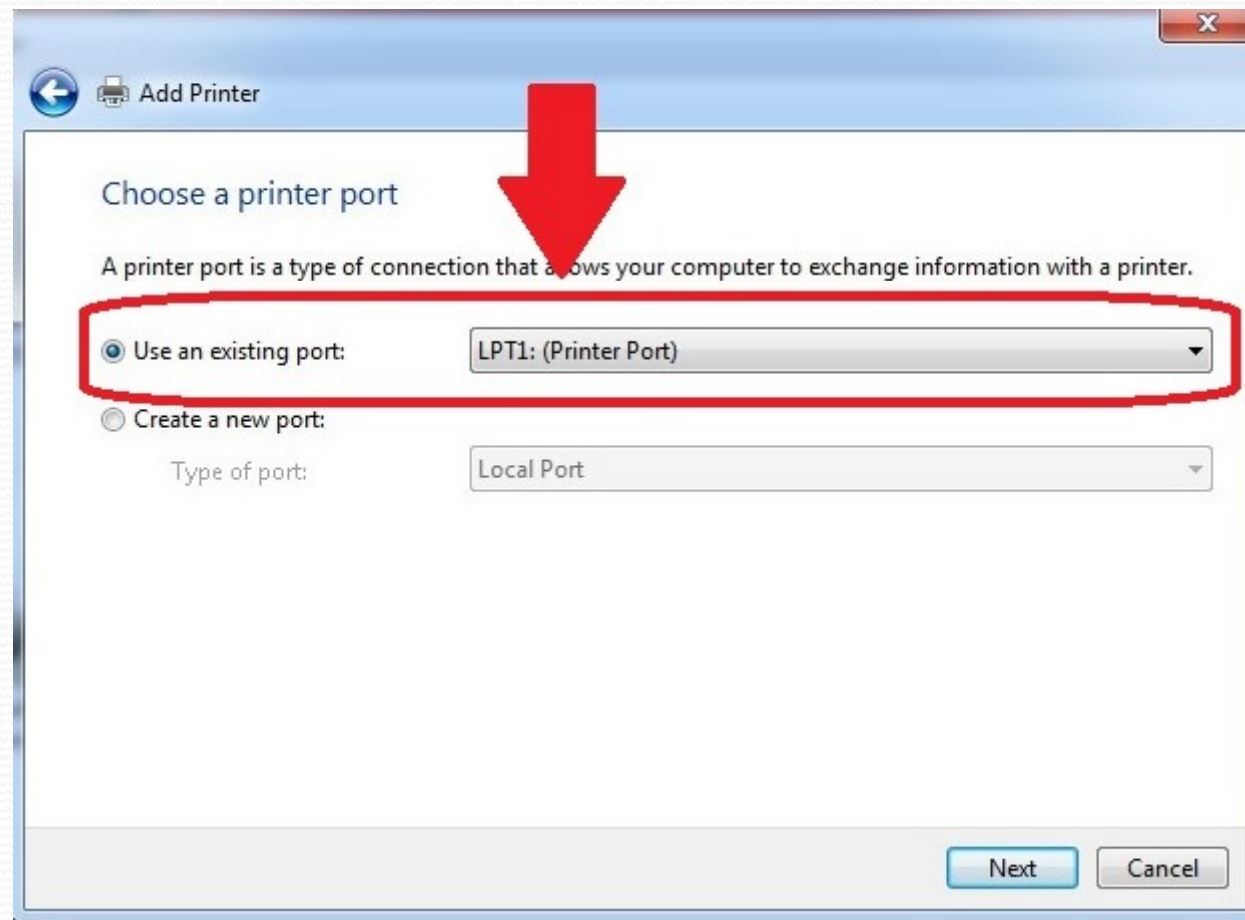 Add Printer
Choose a printer port
A printer port is a type of connection that a ows your computer to exchange information with a printer.
Use an existing port: LPT1: (Printer Port)
Create a new port:
Type of port: Local Port
Next Cancel